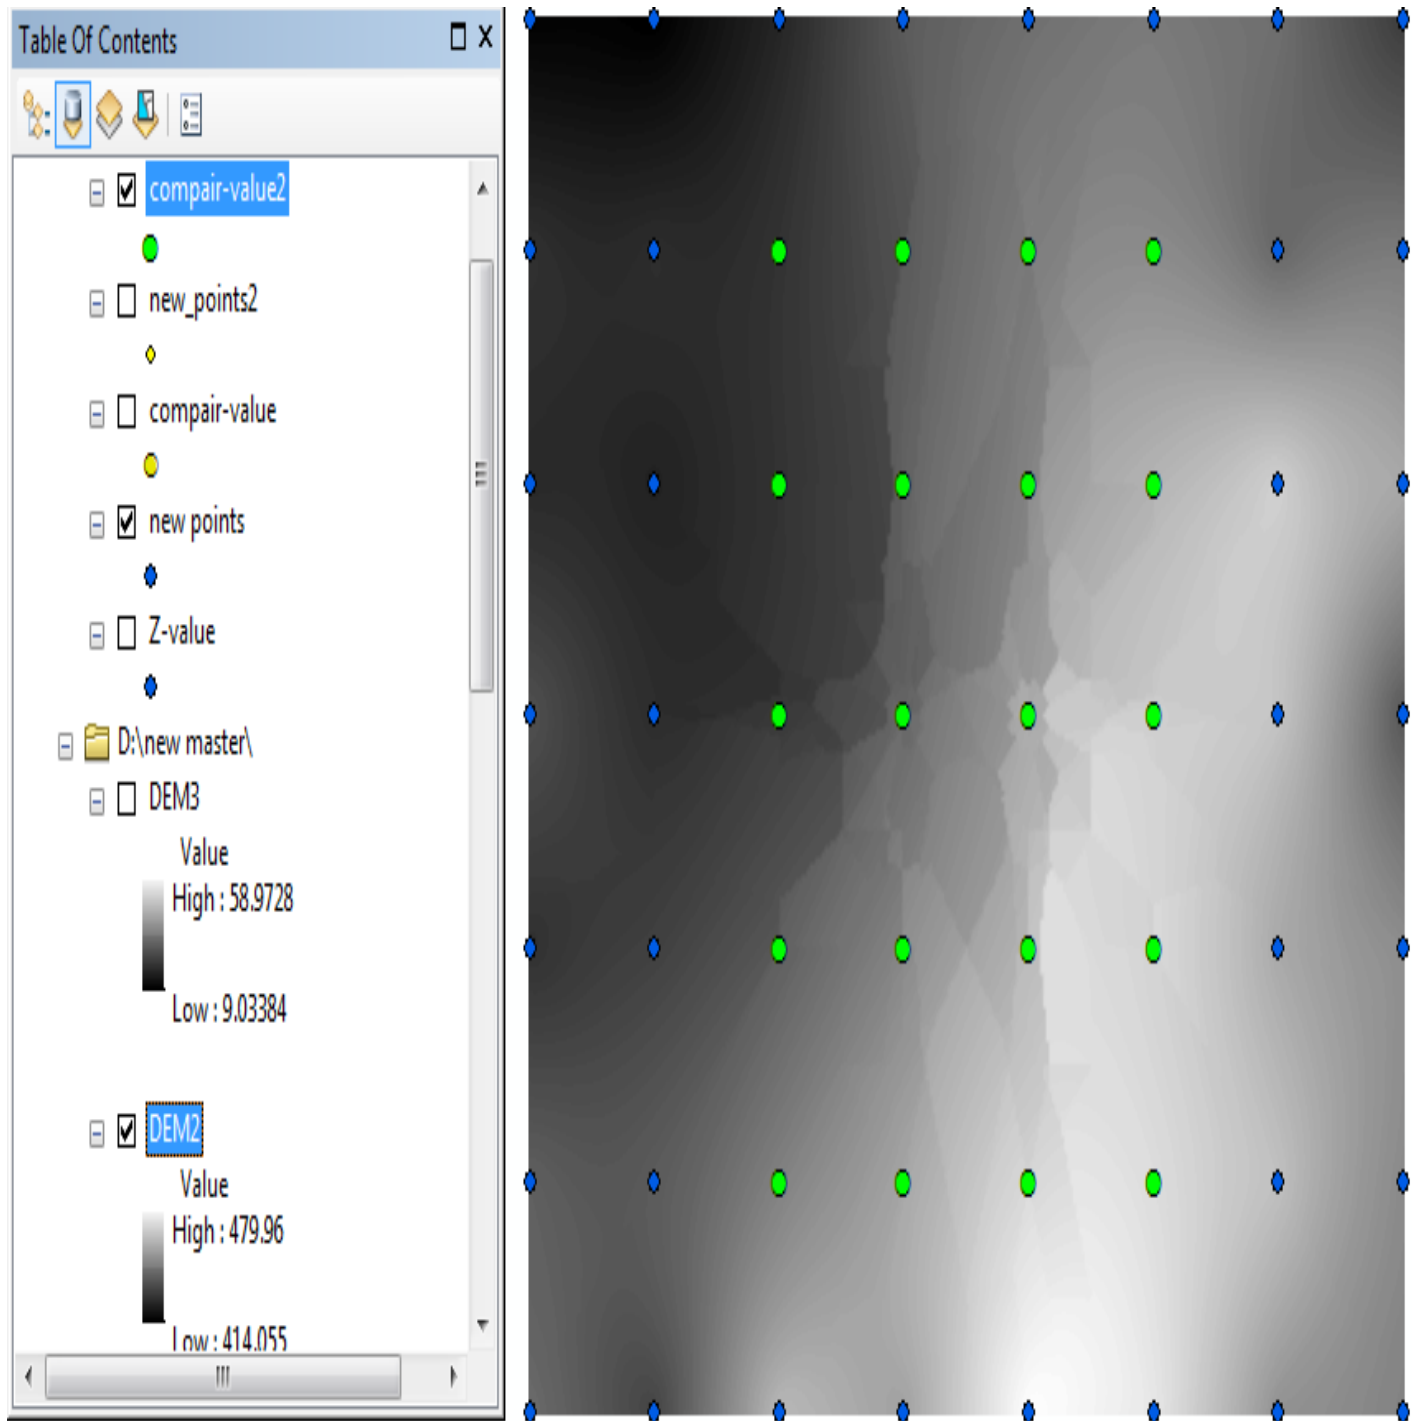 Table Of Contents
compair-value2
new_points2
compair-value
new points
Z-value
D:\new master\
DEM3
Value
High : 58.9728
Low : 9.03384
DEM2
Value
High : 479.96
Low : 414.055